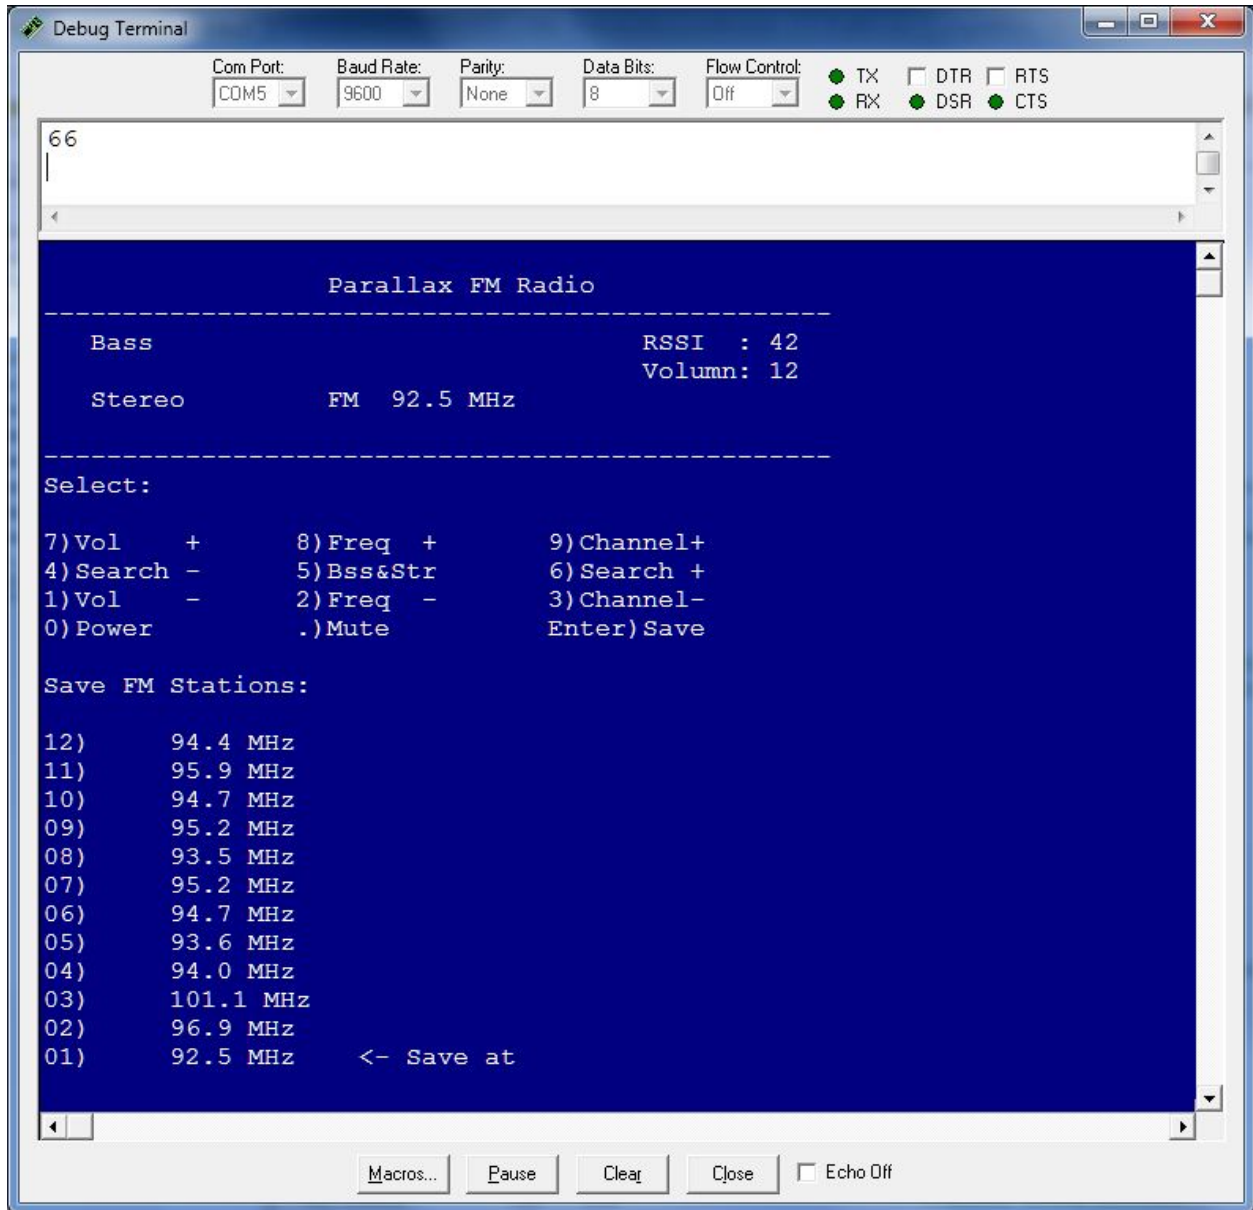 Debug Terminal
Com Port: Baud Rate: Parity: Data Bits: Flow Control:
COM5 9600 None 8 Off
TX DTR RTS
RX DSR CTS
66
Parallax FM Radio
--------------------------------------------------
Bass RSSI : 42
Volumn: 12
Stereo FM 92.5 MHz
--------------------------------------------------
Select:
7)Vol + 8)Freq + 9)Channel+
4)Search - 5)Bss&Str 6)Search +
1)Vol - 2)Freq - 3)Channel-
0)Power .)Mute Enter)Save
Save FM Stations:
12) 94.4 MHz
11) 95.9 MHz
10) 94.7 MHz
09) 95.2 MHz
08) 93.5 MHz
07) 95.2 MHz
06) 94.7 MHz
05) 93.6 MHz
04) 94.0 MHz
03) 101.1 MHz
02) 96.9 MHz
01) 92.5 MHz <- Save at
Macros... Pause Clear Close Echo Off